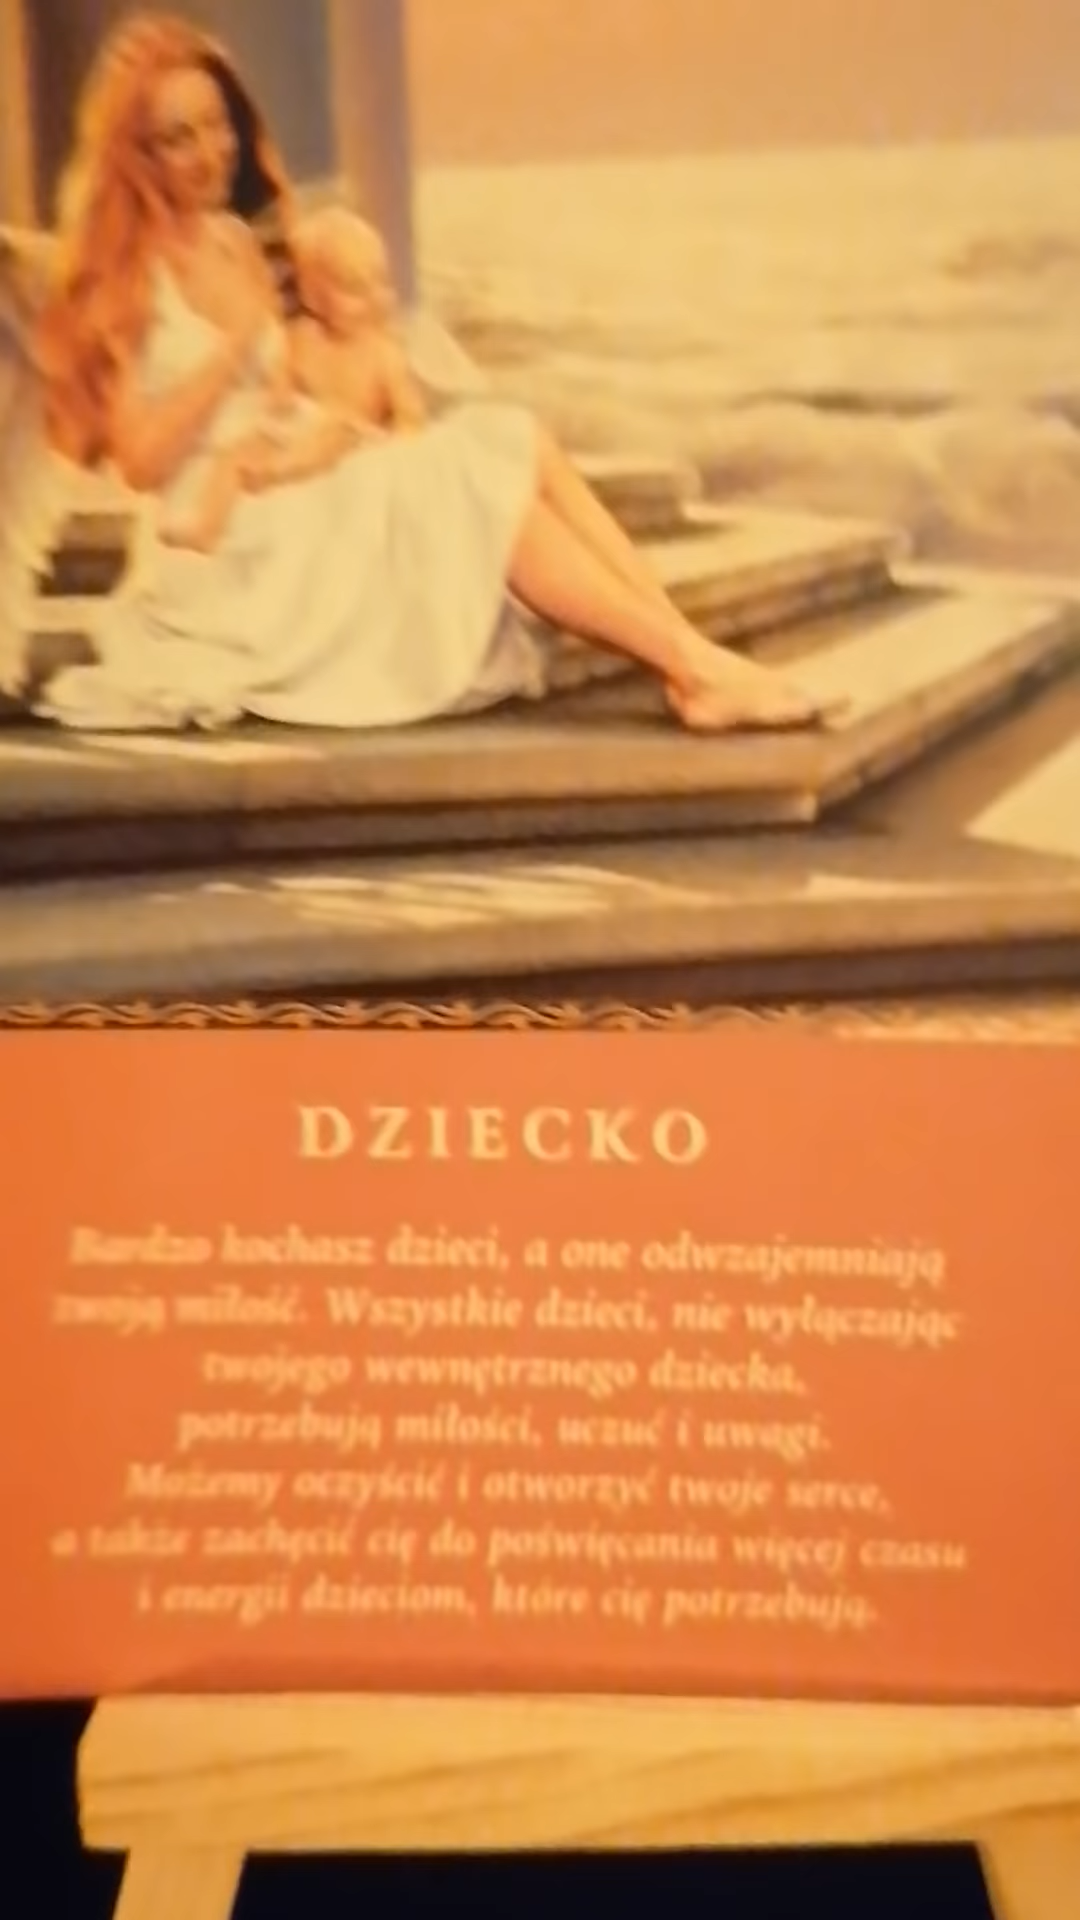 DZIECKO
Bardzo kochasz dzieci, a one odwzajemniają
twoją miłość. Wszystkie dzieci, nie wyłączając
twojego wewnętrznego dziecka,
potrzebują miłości, uczuć i uwagi.
Możemy oczyścić i otworzyć twoje serce,
a także zachęcić cię do poświęcania więcej czasu
i energii dzieciom, które cię potrzebują.